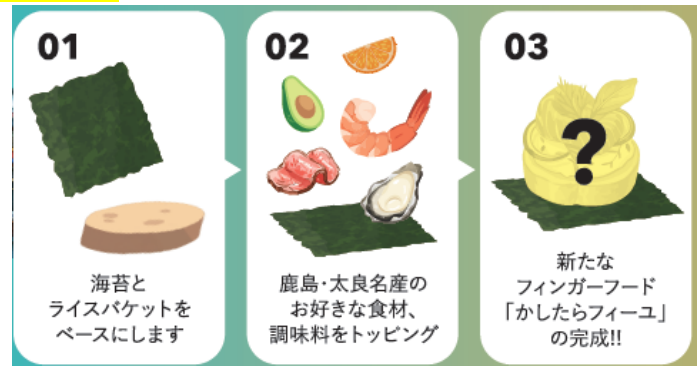 01
海苔と
ライスバケットを
ベースにします
02
鹿島・太良名産の
お好きな食材、
調味料をトッピング
03
?
新たな
フィンガーフード
「かしたらフィーユ」
の完成!!